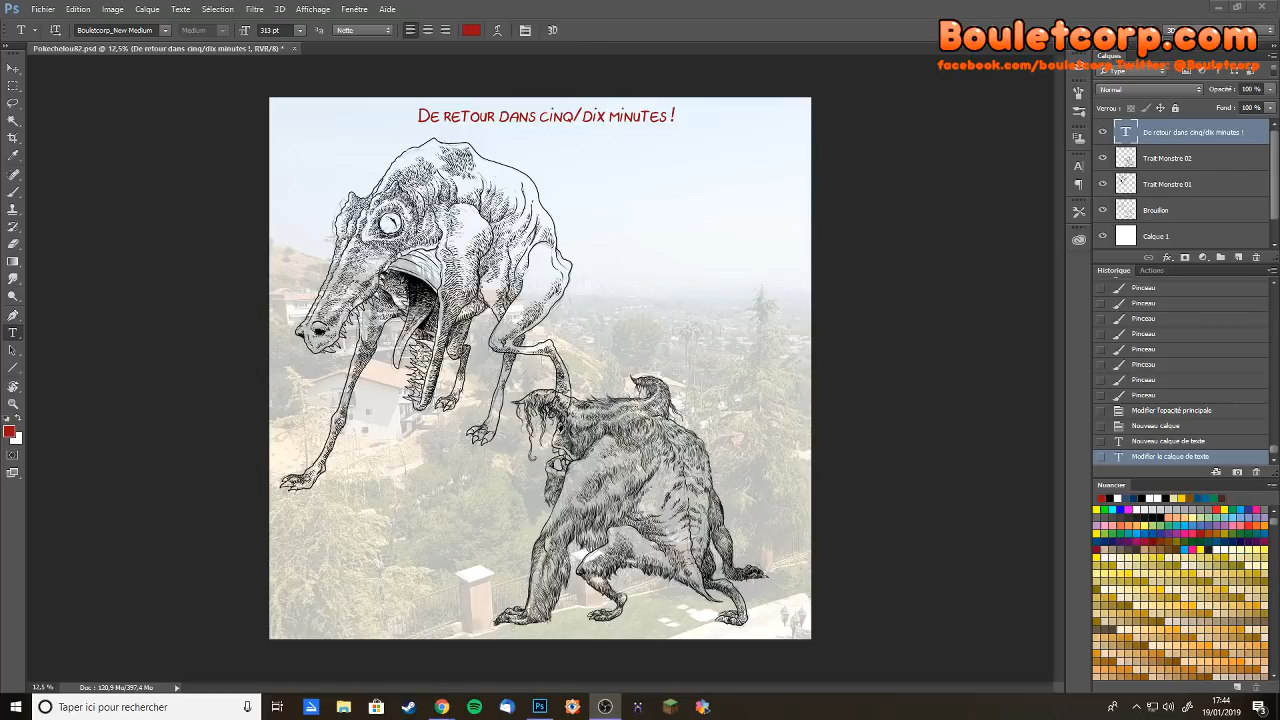 Fichier Edition Image Calque Texte Sélection Filtre 3D Affichage Fenêtre Aide
Bouletcorp_New Medium Medium 313 pt Nette 3D
Bouletcorp.com
facebook.com/bouletcorp Twitter: @Bouletcorp
Pokechelou82.psd @ 12,5% (De retour dans cinq/dix minutes !, RVB/8) *
De retour dans cinq/dix minutes !
Calques
Type
Normal Opacité : 100 %
Verrou : Fond : 100 %
De retour dans cinq/dix minutes !
Trait Monstre 02
Trait Monstre 01
Brouillon
Calque 1
Historique Actions
Pinceau
Pinceau
Pinceau
Pinceau
Pinceau
Pinceau
Pinceau
Pinceau
Modifier l'opacité principale
Nouveau calque
Nouveau calque de texte
Modifier le calque de texte
Nuancier
12,5 % Doc : 120,9 Mo/397,4 Mo
Taper ici pour rechercher
17:44
19/01/2019